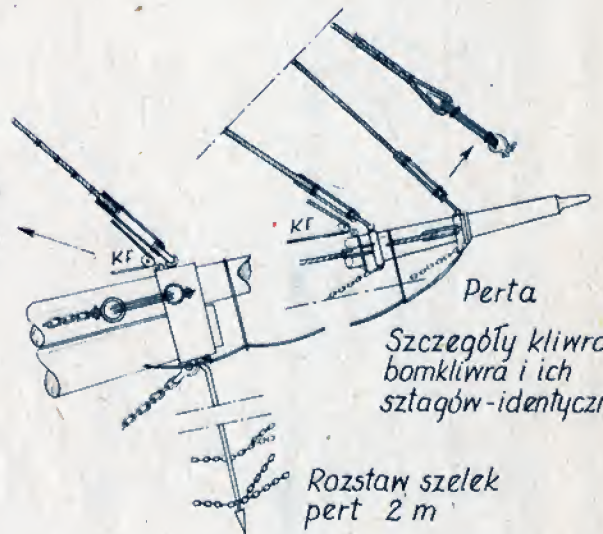 KF
KF
Perta
Szczegóły kliwra
bomkliwra i ich
sztagów-identyczn
Rozstaw szelek
pert 2 m